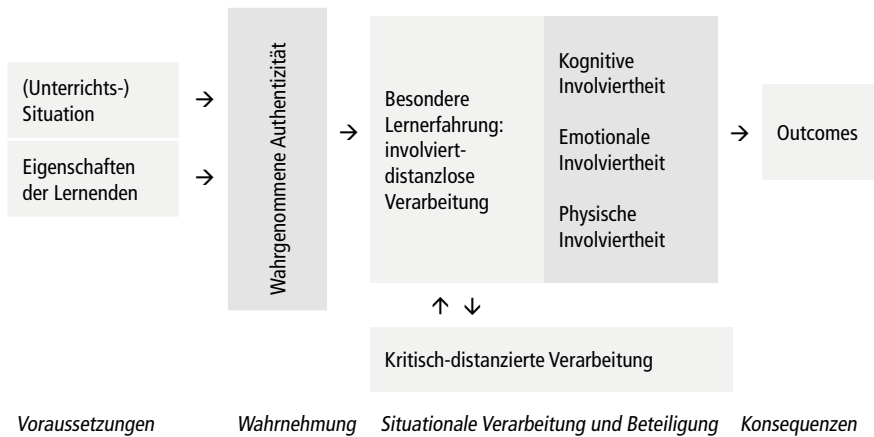 (Unterrichts-)
Situation
→
Eigenschaften
der Lernenden
→
Wahrgenommene Authentizität
→
Besondere
Lernerfahrung:
involviert-
distanzlose
Verarbeitung
Kognitive
Involviertheit
Emotionale
Involviertheit
Physische
Involviertheit
→
Outcomes
↑ ↓
Kritisch-distanzierte Verarbeitung
Voraussetzungen
Wahrnehmung
Situationale Verarbeitung und Beteiligung
Konsequenzen